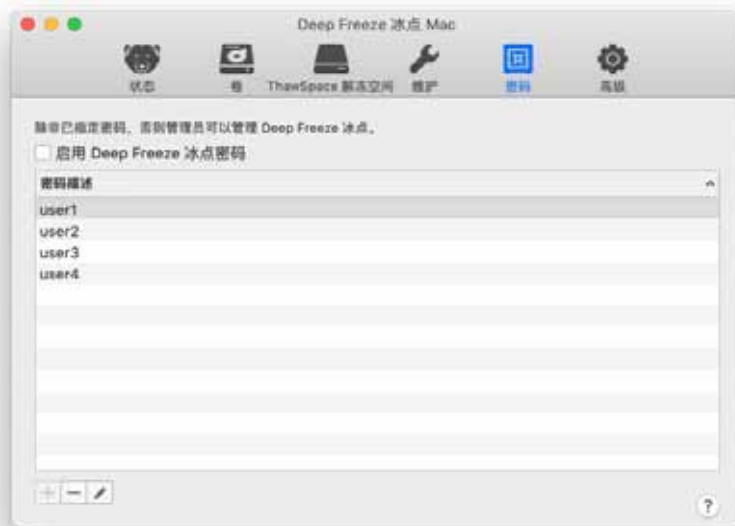 Deep Freeze 冰点 Mac
状态
卷
ThawSpace 解冻空间
维护
密码
高级
除非已指定密码，否则管理员可以管理 Deep Freeze 冰点。
启用 Deep Freeze 冰点密码
密码描述
user1
user2
user3
user4
?